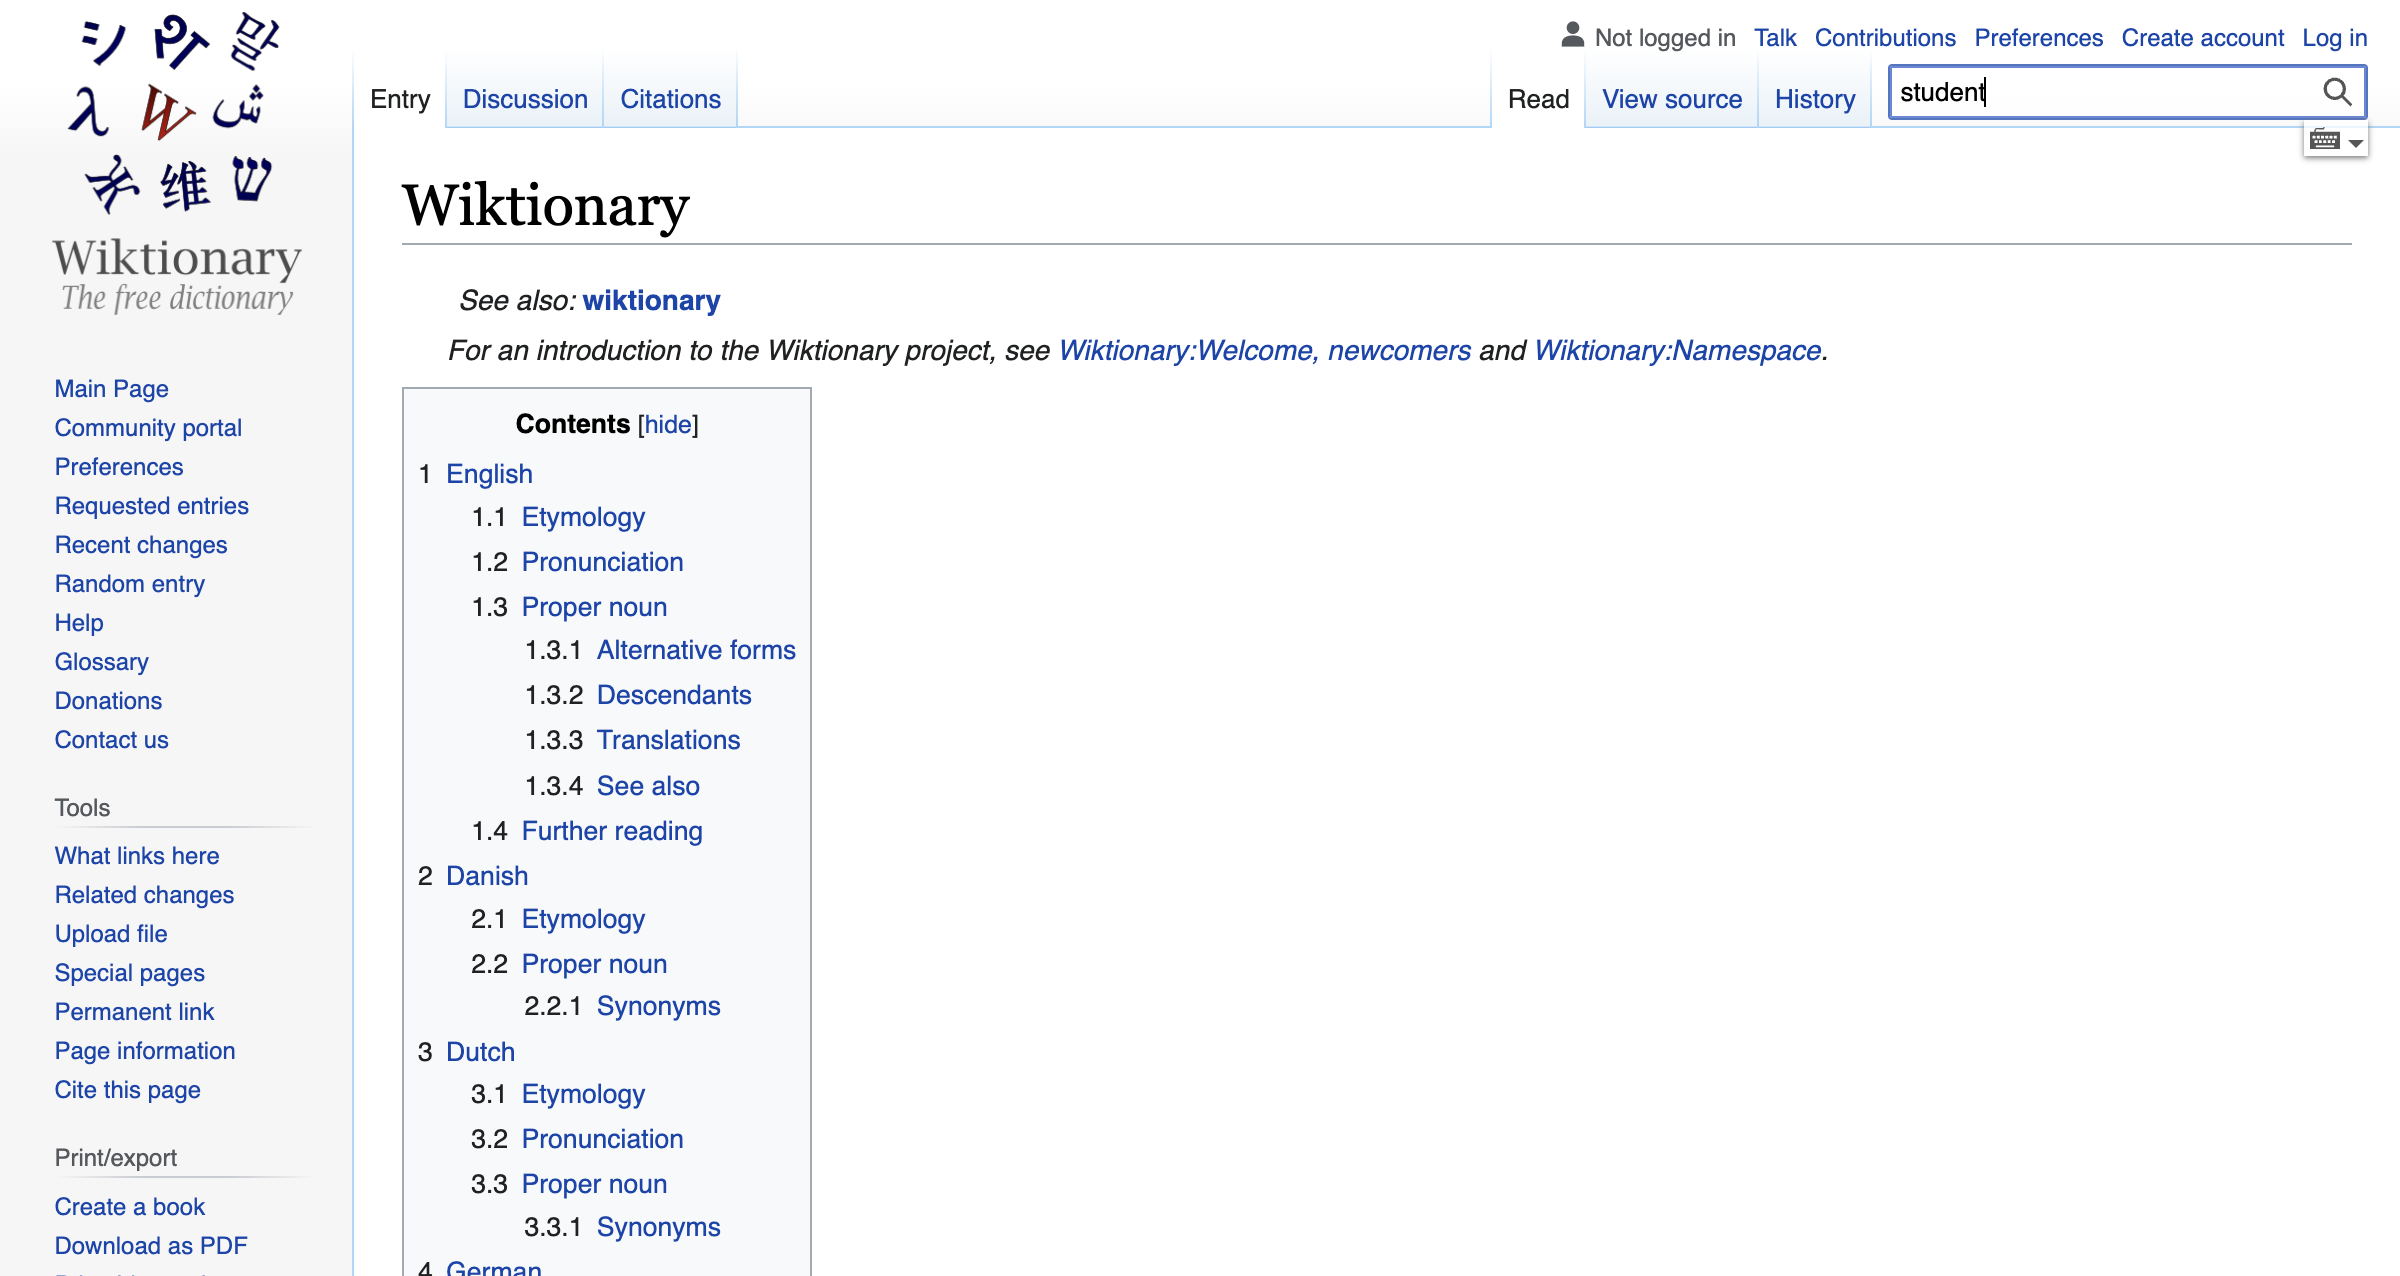 シ Պ 말
λ W ش
维 ש
Wiktionary
The free dictionary
Not logged in Talk Contributions Preferences Create account Log in
Entry Discussion Citations Read View source History student
Wiktionary
See also: wiktionary
For an introduction to the Wiktionary project, see Wiktionary:Welcome, newcomers and Wiktionary:Namespace.
Contents [hide]
1 English
1.1 Etymology
1.2 Pronunciation
1.3 Proper noun
1.3.1 Alternative forms
1.3.2 Descendants
1.3.3 Translations
1.3.4 See also
1.4 Further reading
2 Danish
2.1 Etymology
2.2 Proper noun
2.2.1 Synonyms
3 Dutch
3.1 Etymology
3.2 Pronunciation
3.3 Proper noun
3.3.1 Synonyms
4 German
Main Page
Community portal
Preferences
Requested entries
Recent changes
Random entry
Help
Glossary
Donations
Contact us
Tools
What links here
Related changes
Upload file
Special pages
Permanent link
Page information
Cite this page
Print/export
Create a book
Download as PDF